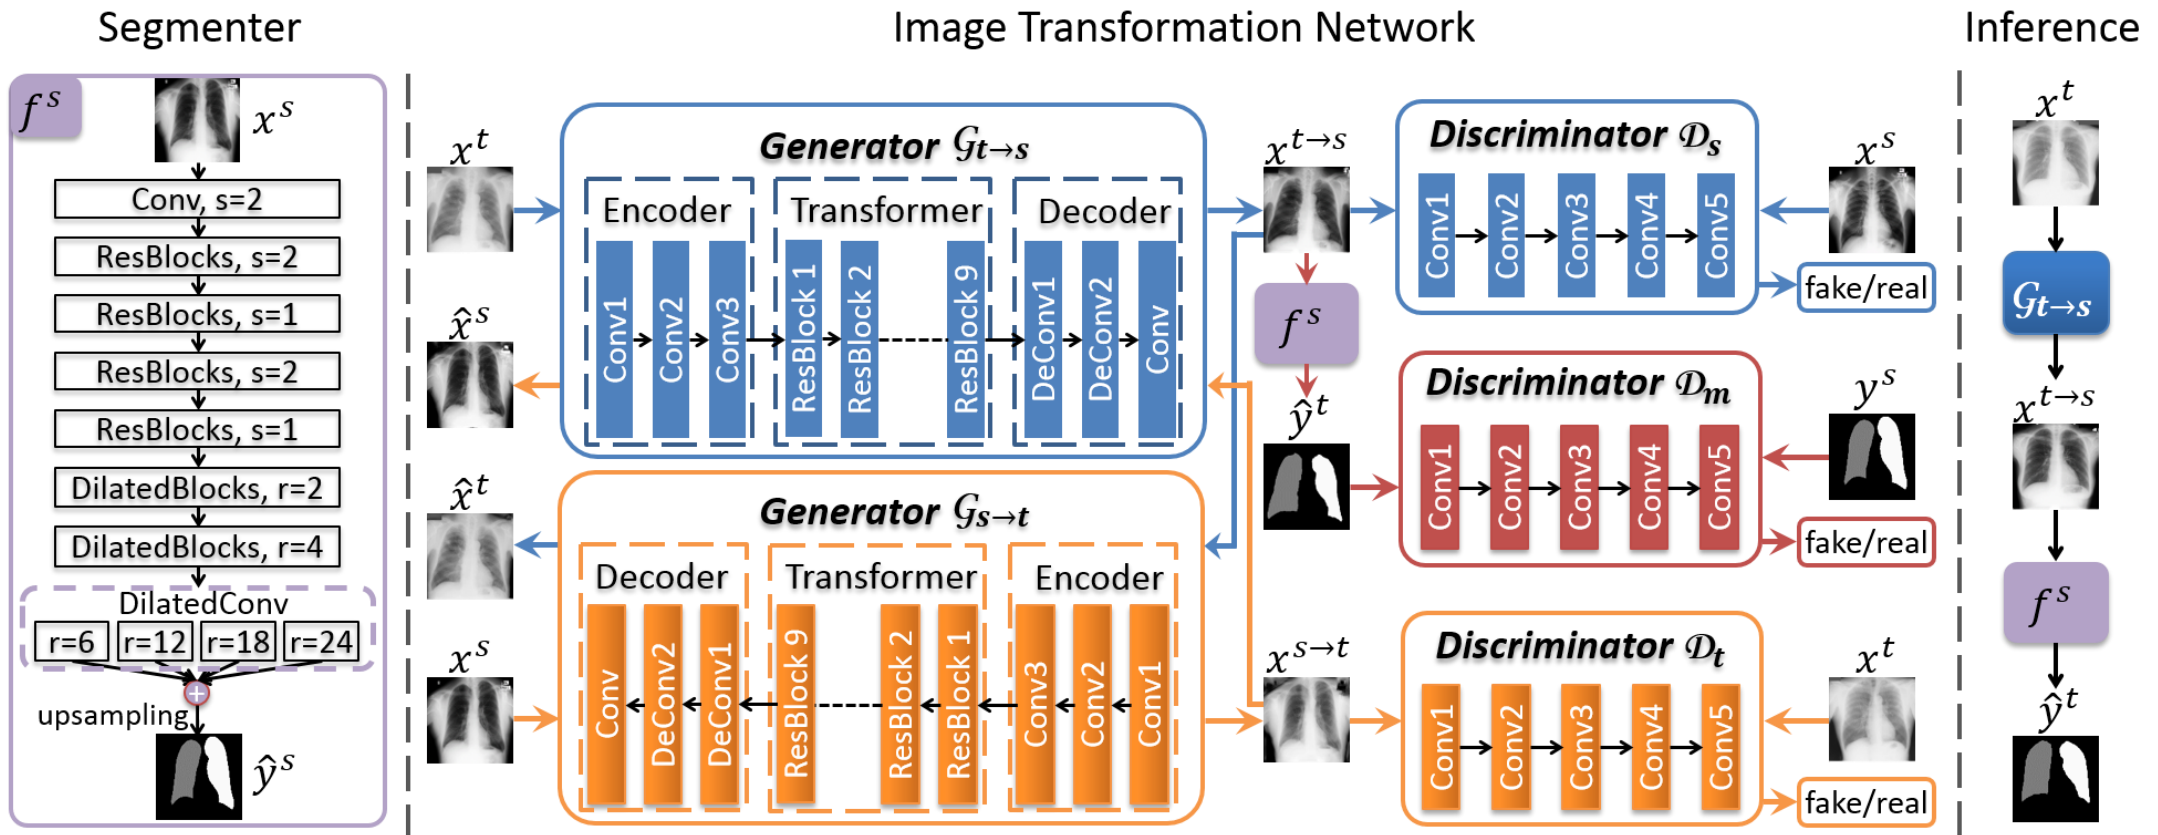 Segmenter
Image Transformation Network
Inference
f^s
x^s
Conv, s=2
ResBlocks, s=2
ResBlocks, s=1
ResBlocks, s=2
ResBlocks, s=1
DilatedBlocks, r=2
DilatedBlocks, r=4
DilatedConv
r=6 r=12 r=18 r=24
+
upsampling
ŷ^s
x^t
x̂^s
x̂^t
x^s
Generator 𝒢_{t→s}
Encoder
Conv1
Conv2
Conv3
Transformer
ResBlock 1
ResBlock 2
ResBlock 9
Decoder
DeConv1
DeConv2
Conv
Generator 𝒢_{s→t}
Decoder
Conv
DeConv2
DeConv1
Transformer
ResBlock 9
ResBlock 2
ResBlock 1
Encoder
Conv3
Conv2
Conv1
x^{t→s}
f^s
ŷ^t
x^{s→t}
Discriminator 𝒟_s
Conv1
Conv2
Conv3
Conv4
Conv5
x^s
fake/real
Discriminator 𝒟_m
Conv1
Conv2
Conv3
Conv4
Conv5
y^s
fake/real
Discriminator 𝒟_t
Conv1
Conv2
Conv3
Conv4
Conv5
x^t
fake/real
x^t
𝒢_{t→s}
x^{t→s}
f^s
ŷ^t